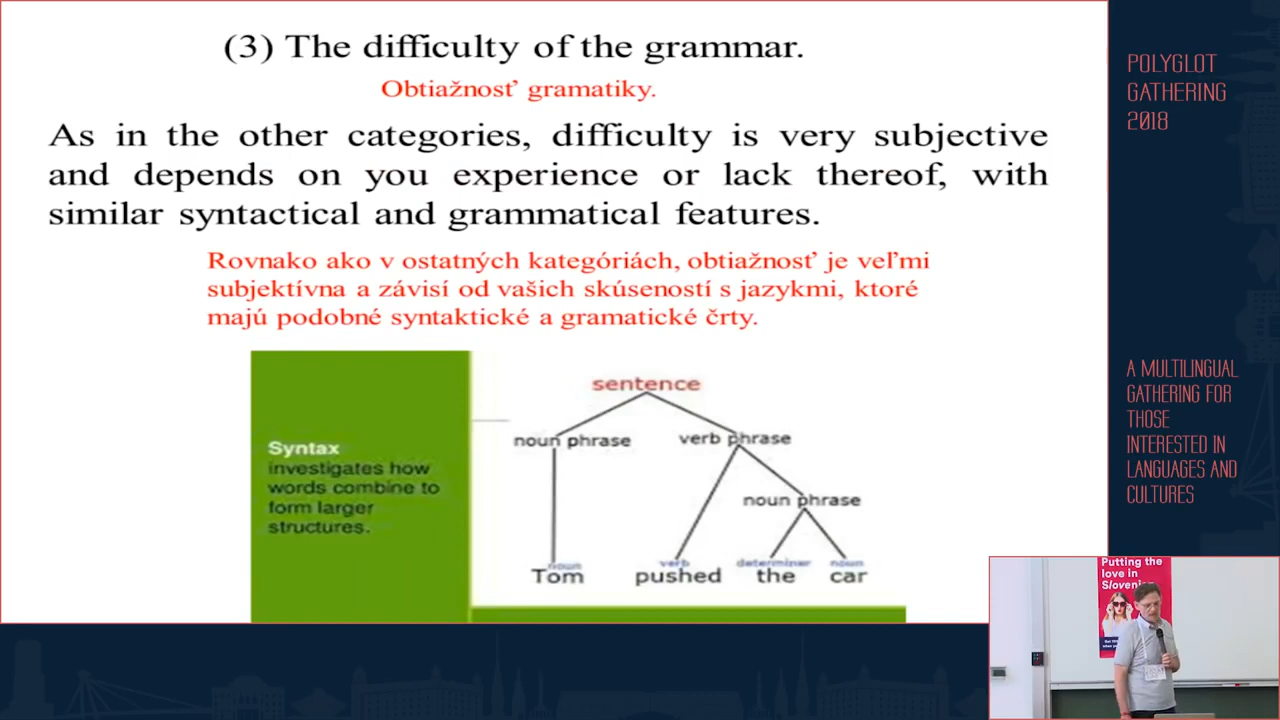 (3) The difficulty of the grammar.
Obtiažnosť gramatiky.
As in the other categories, difficulty is very subjective
and depends on you experience or lack thereof, with
similar syntactical and grammatical features.
Rovnako ako v ostatných kategóriách, obtiažnosť je veľmi
subjektívna a závisí od vašich skúseností s jazykmi, ktoré
majú podobné syntaktické a gramatické črty.
Syntax
investigates how
words combine to
form larger
structures.
sentence
noun phrase verb phrase
noun phrase
noun verb determiner noun
Tom pushed the car
POLYGLOT
GATHERING
2018
A MULTILINGUAL
GATHERING FOR
THOSE
INTERESTED IN
LANGUAGES AND
CULTURES
Putting the
love in
Slovenia